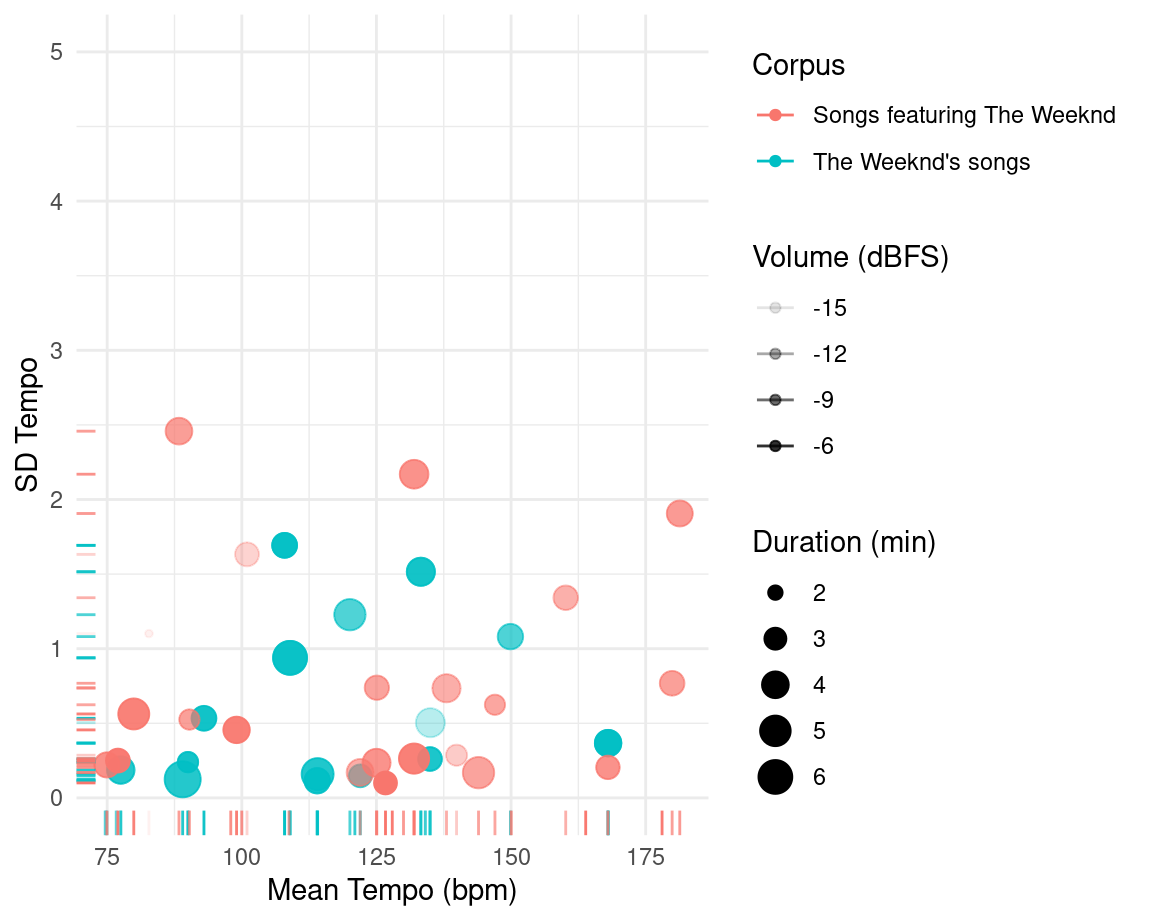 5
4
3
2
1
0
SD Tempo
75
100
125
150
175
Mean Tempo (bpm)
Corpus
Songs featuring The Weeknd
The Weeknd's songs
Volume (dBFS)
-15
-12
-9
-6
Duration (min)
2
3
4
5
6